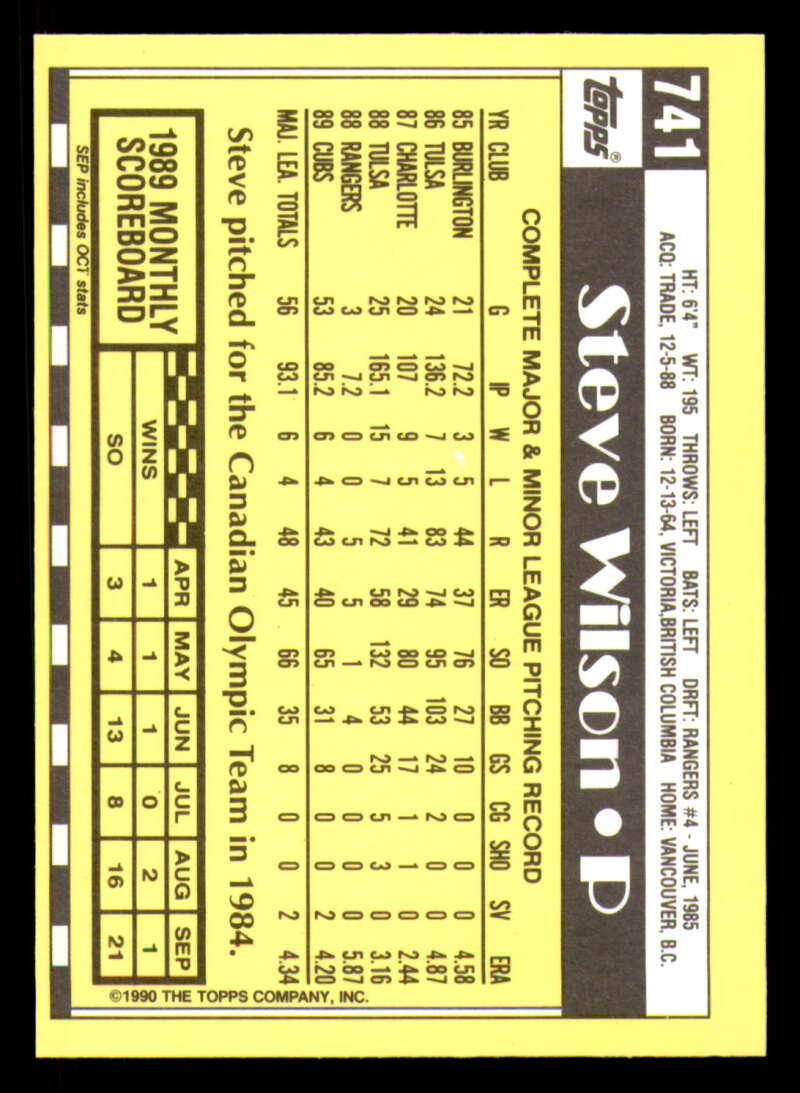 741
HT: 6'4" WT: 195 THROWS: LEFT BATS: LEFT DRFT: RANGERS #4 - JUNE, 1985
ACQ: TRADE, 12-5-88 BORN: 12-13-64, VICTORIA,BRITISH COLUMBIA HOME: VANCOUVER, B.C.
TOPPS®
Steve Wilson • P
COMPLETE MAJOR & MINOR LEAGUE PITCHING RECORD
YR CLUB G IP W L R ER SO BB GS CG SHO SV ERA
85 BURLINGTON 21 72.2 3 5 44 37 76 27 10 0 0 0 4.58
86 TULSA 24 136.2 7 13 83 74 95 103 24 2 0 0 4.87
87 CHARLOTTE 20 107 9 5 41 29 80 44 17 1 1 0 2.44
88 TULSA 25 165.1 15 7 72 58 132 53 25 5 3 0 3.16
88 RANGERS 3 7.2 0 0 5 5 1 4 0 0 0 0 5.87
89 CUBS 53 85.2 6 4 43 40 65 31 8 0 0 2 4.20
MAJ. LEA. TOTALS 56 93.1 6 4 48 45 66 35 8 0 0 2 4.34
Steve pitched for the Canadian Olympic Team in 1984.
1989 MONTHLY
SCOREBOARD
APR MAY JUN JUL AUG SEP
WINS 1 1 1 0 2 1
SO 3 4 13 8 16 21
SEP includes OCT stats
©1990 THE TOPPS COMPANY, INC.